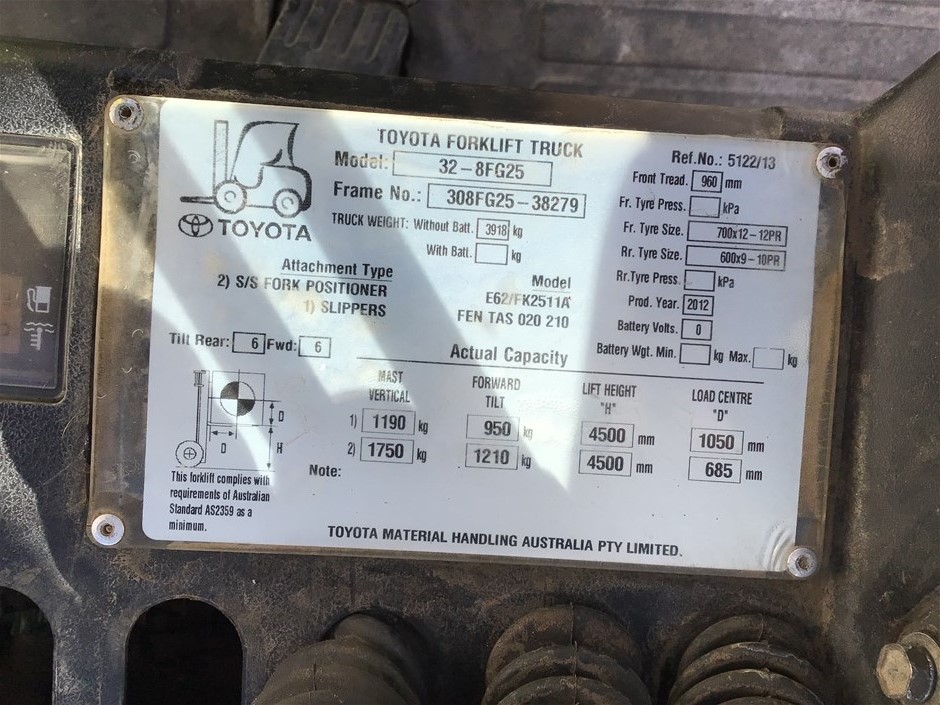 TOYOTA FORKLIFT TRUCK
Model: 32-8FG25
Frame No.: 308FG25-38279
TRUCK WEIGHT: Without Batt. 3918 kg
With Batt. kg
TOYOTA
Ref.No.: 5122/13
Front Tread. 960 mm
Fr. Tyre Press. kPa
Fr. Tyre Size. 700x12-12PR
Rr. Tyre Size. 600x9-10PR
Rr.Tyre Press. kPa
Prod. Year. 2012
Battery Volts. 0
Battery Wgt. Min. kg Max. kg
Attachment Type Model
2) S/S FORK POSITIONER E62/FK2511A
1) SLIPPERS FEN TAS 020 210
Tilt Rear: 6 Fwd: 6
Actual Capacity
MAST VERTICAL FORWARD TILT LIFT HEIGHT "H" LOAD CENTRE "D"
1) 1190 kg 950 kg 4500 mm 1050 mm
2) 1750 kg 1210 kg 4500 mm 685 mm
D
D H
Note:
This forklift complies with
requirements of Australian
Standard AS2359 as a
minimum.
TOYOTA MATERIAL HANDLING AUSTRALIA PTY LIMITED.